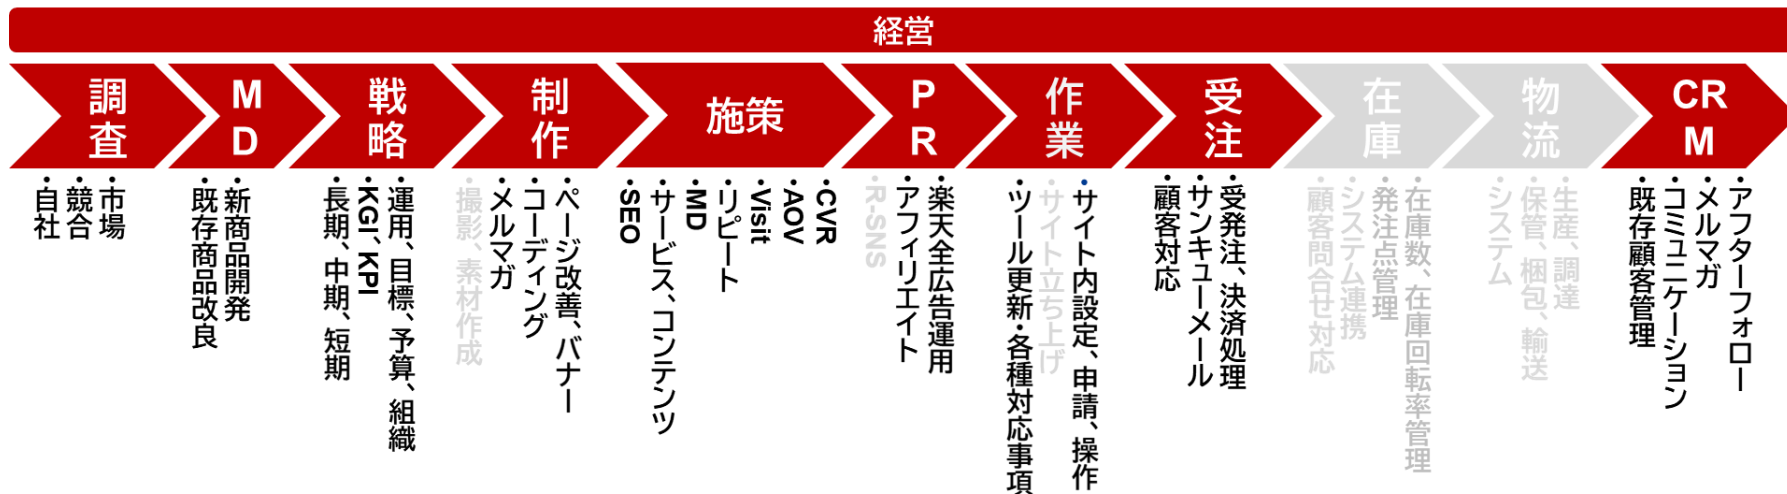 経営
調査
MD
戦略
制作
施策
PR
作業
受注
在庫
物流
CRM
・市場
・競合
・自社
・新商品開発
・既存商品改良
・運用、目標、予算、組織
・KGI、KPI
・長期、中期、短期
・ページ改善、バナー
・コーディング
・メルマガ
・撮影、素材作成
・CVR
・AOV
・Visit
・リピート
・MD
・サービス、コンテンツ
・SEO
・楽天全広告運用
・アフィリエイト
・R-SNS
・サイト内設定、申請、操作
・サイト立ち上げ
・ツール更新・各種対応事項
・受発注、決済処理
・サンキューメール
・顧客対応
・在庫数、在庫回転率管理
・発注点管理
・システム連携
・顧客問合せ対応
・生産、調達
・保管、梱包、輸送
・システム
・アフターフォロー
・メルマガ
・コミュニケーション
・既存顧客管理